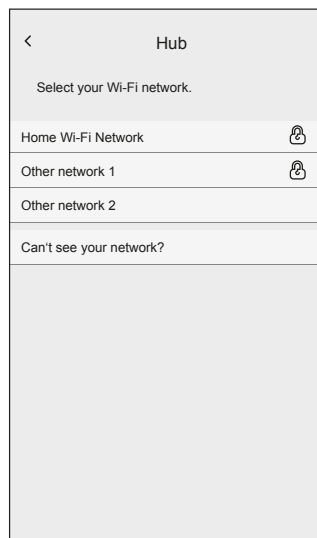 Hub
Select your Wi-Fi network.
Home Wi-Fi Network
Other network 1
Other network 2
Can‘t see your network?